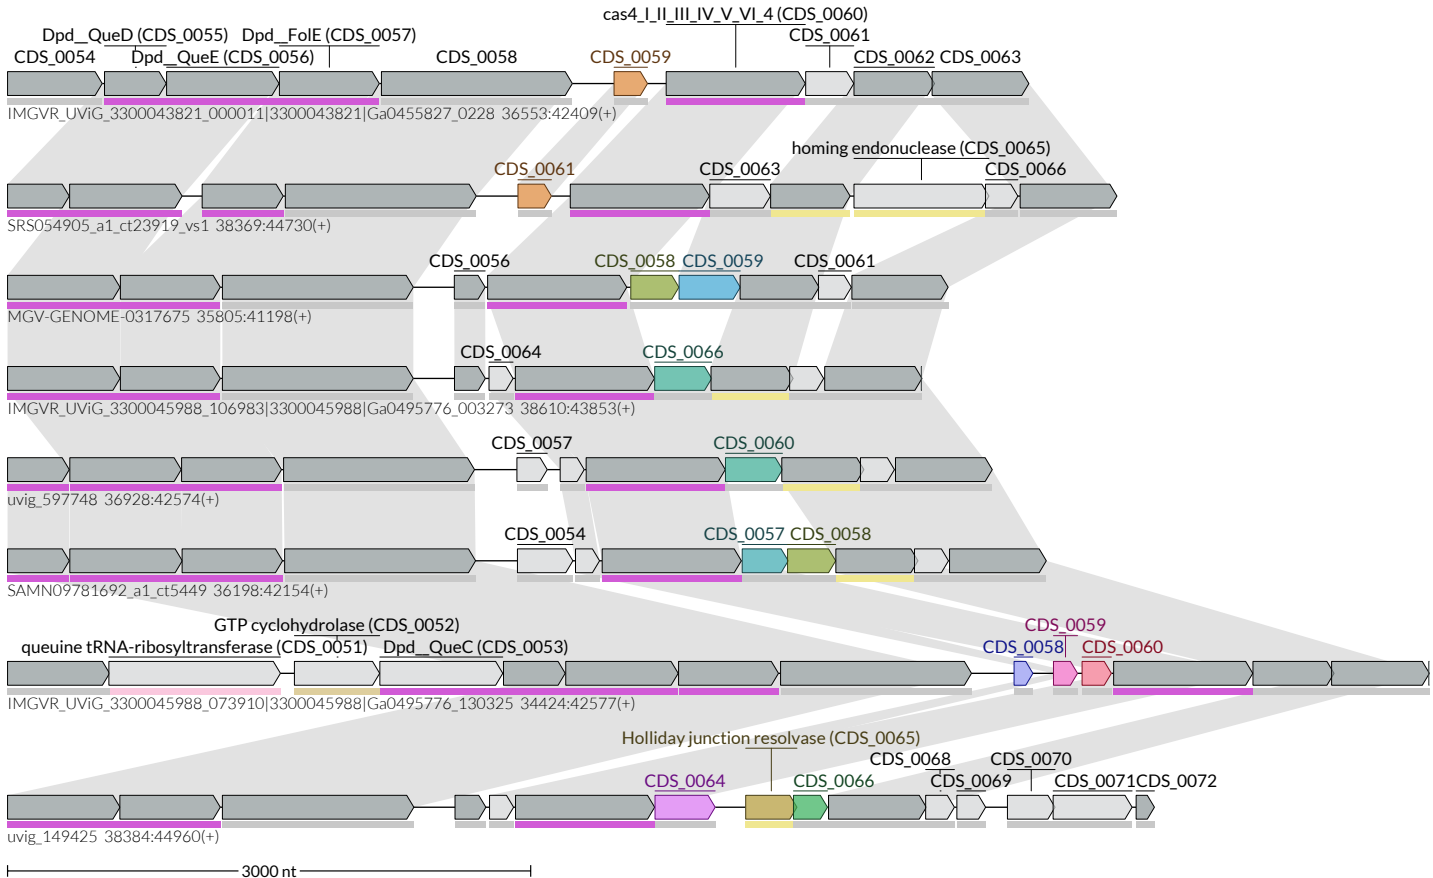 cas4_I_II_III_IV_V_VI_4 (CDS_0060)
Dpd__QueD (CDS_0055) Dpd__FolE (CDS_0057) CDS_0061
CDS_0054 Dpd__QueE (CDS_0056) CDS_0058 CDS_0059 CDS_0062 CDS_0063
IMGVR_UViG_3300043821_000011|3300043821|Ga0455827_0228 36553:42409(+)
homing endonuclease (CDS_0065)
CDS_0061 CDS_0063 CDS_0066
SRS054905_a1_ct23919_vs1 38369:44730(+)
CDS_0056 CDS_0058 CDS_0059 CDS_0061
MGV-GENOME-0317675 35805:41198(+)
CDS_0064 CDS_0066
IMGVR_UViG_3300045988_106983|3300045988|Ga0495776_003273 38610:43853(+)
CDS_0057 CDS_0060
uvig_597748 36928:42574(+)
CDS_0054 CDS_0057 CDS_0058
SAMN09781692_a1_ct5449 36198:42154(+)
GTP cyclohydrolase (CDS_0052) CDS_0059
queuine tRNA-ribosyltransferase (CDS_0051) Dpd__QueC (CDS_0053) CDS_0058 CDS_0060
IMGVR_UViG_3300045988_073910|3300045988|Ga0495776_130325 34424:42577(+)
Holliday junction resolvase (CDS_0065)
CDS_0068 CDS_0070
CDS_0064 CDS_0066 CDS_0069 CDS_0071 CDS_0072
uvig_149425 38384:44960(+)
3000 nt